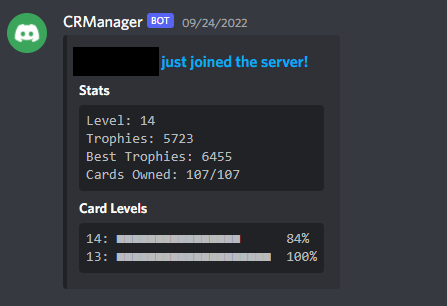 CRManager BOT 09/24/2022
just joined the server!
Stats
Level: 14
Trophies: 5723
Best Trophies: 6455
Cards Owned: 107/107
Card Levels
14: 84%
13: 100%